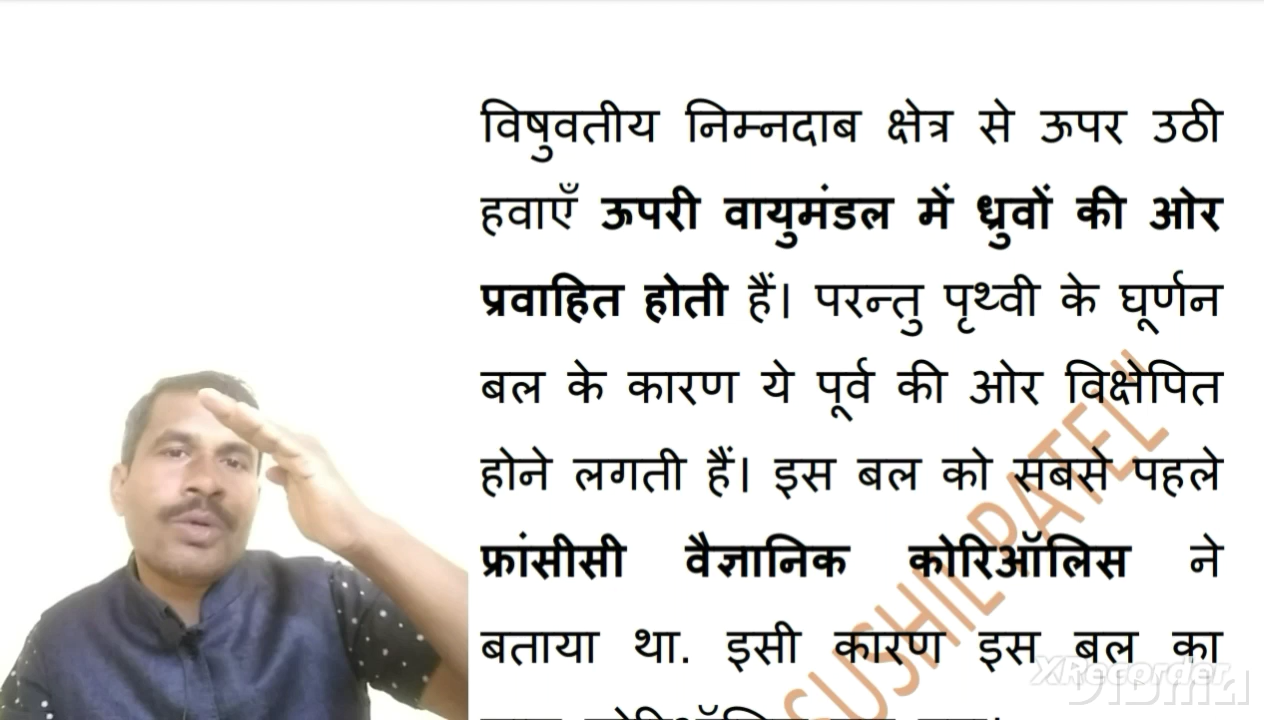 विषुवतीय निम्नदाब क्षेत्र से ऊपर उठी
हवाएँ ऊपरी वायुमंडल में ध्रुवों की ओर
प्रवाहित होती हैं। परन्तु पृथ्वी के घूर्णन
बल के कारण ये पूर्व की ओर विक्षेपित
होने लगती हैं। इस बल को सबसे पहले
फ्रांसीसी वैज्ञानिक कोरिऑलिस ने
बताया था. इसी कारण इस बल का
SUSHIL PATEL"
XRecorder